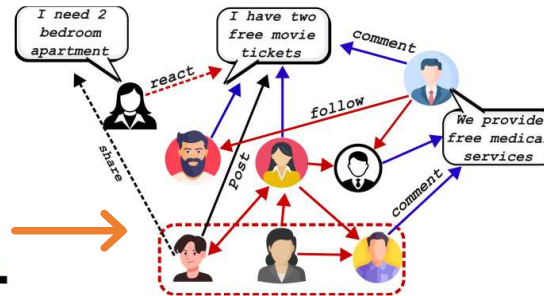 I need 2
bedroom
apartment
I have two
free movie
tickets
comment
react
follow
We provide
free medical
services
share
Post
comment